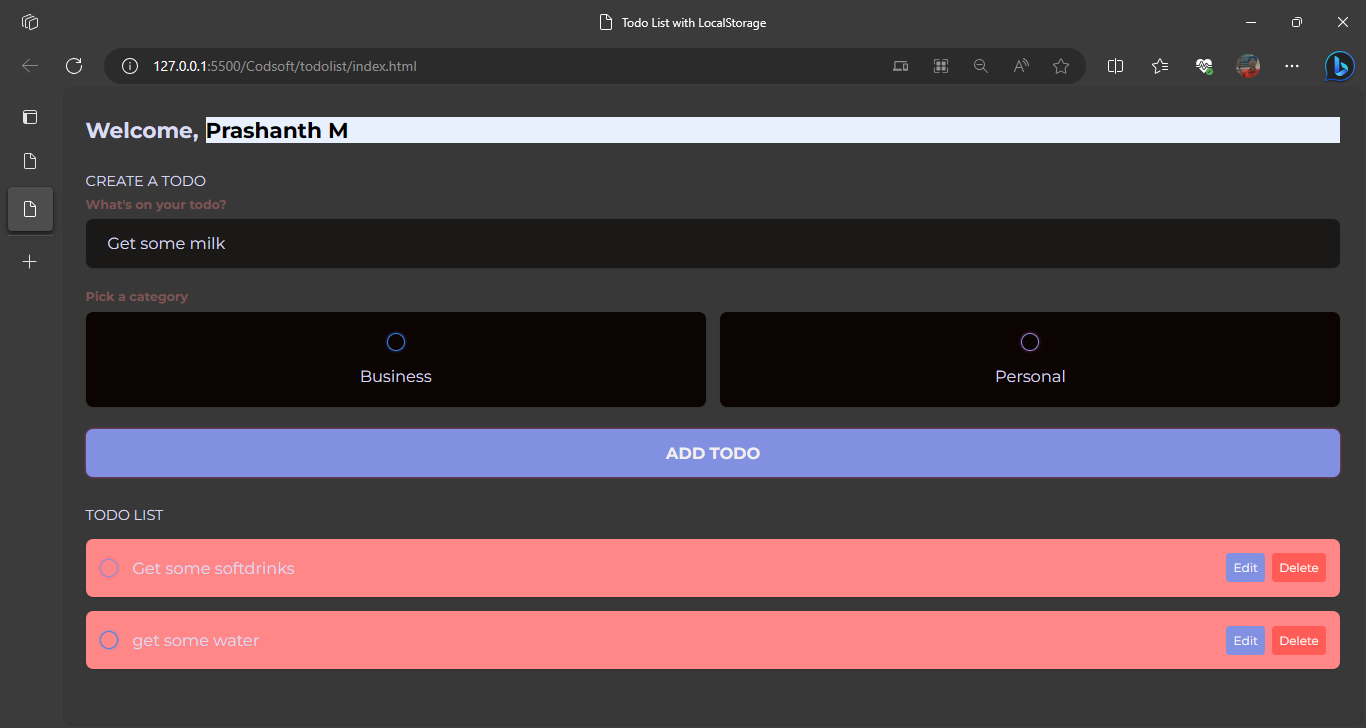 Todo List with LocalStorage
127.0.0.1:5500/Codsoft/todolist/index.html
Welcome, Prashanth M
CREATE A TODO
What's on your todo?
Get some milk
Pick a category
Business Personal
ADD TODO
TODO LIST
Get some softdrinks Edit Delete
get some water Edit Delete